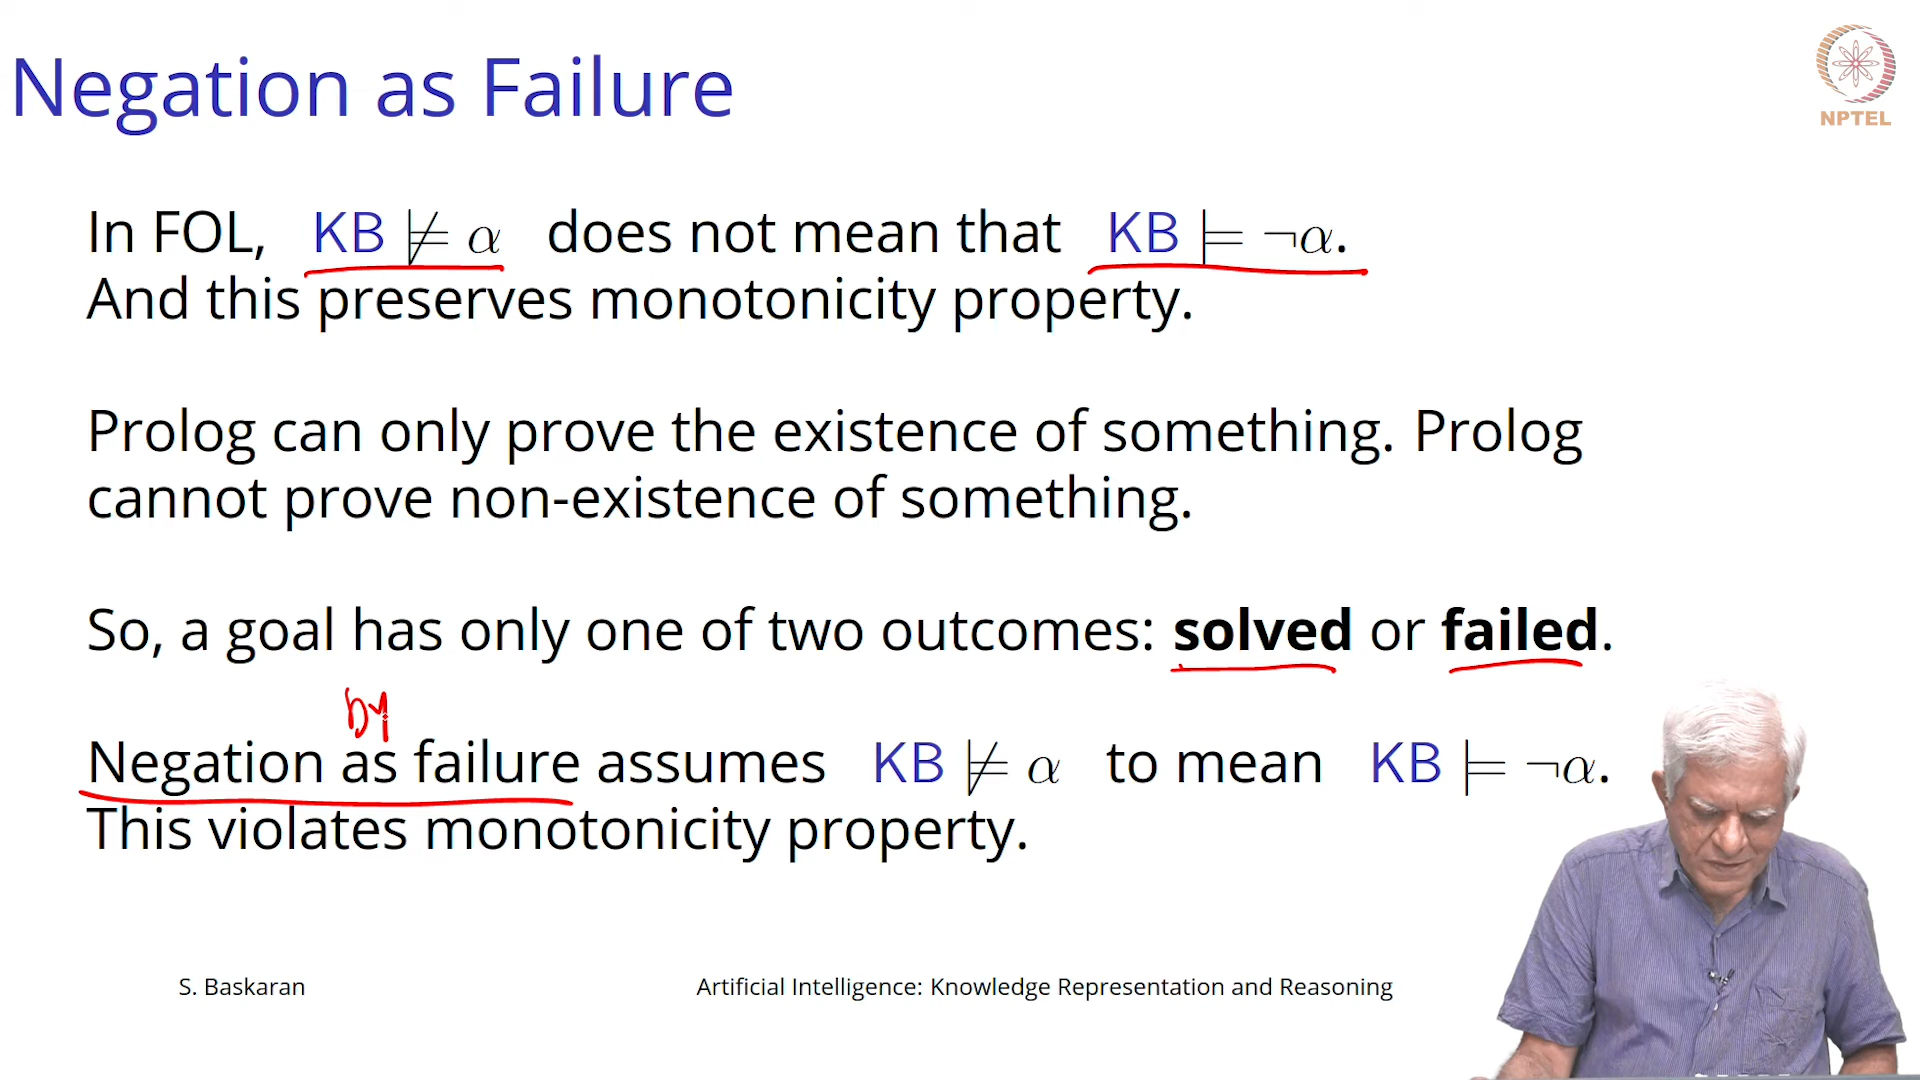 Negation as Failure
NPTEL
In FOL, KB ⊭ α does not mean that KB ⊨ ¬α.
And this preserves monotonicity property.
Prolog can only prove the existence of something. Prolog
cannot prove non-existence of something.
So, a goal has only one of two outcomes: solved or failed.
by
Negation as failure assumes KB ⊭ α to mean KB ⊨ ¬α.
This violates monotonicity property.
S. Baskaran
Artificial Intelligence: Knowledge Representation and Reasoning